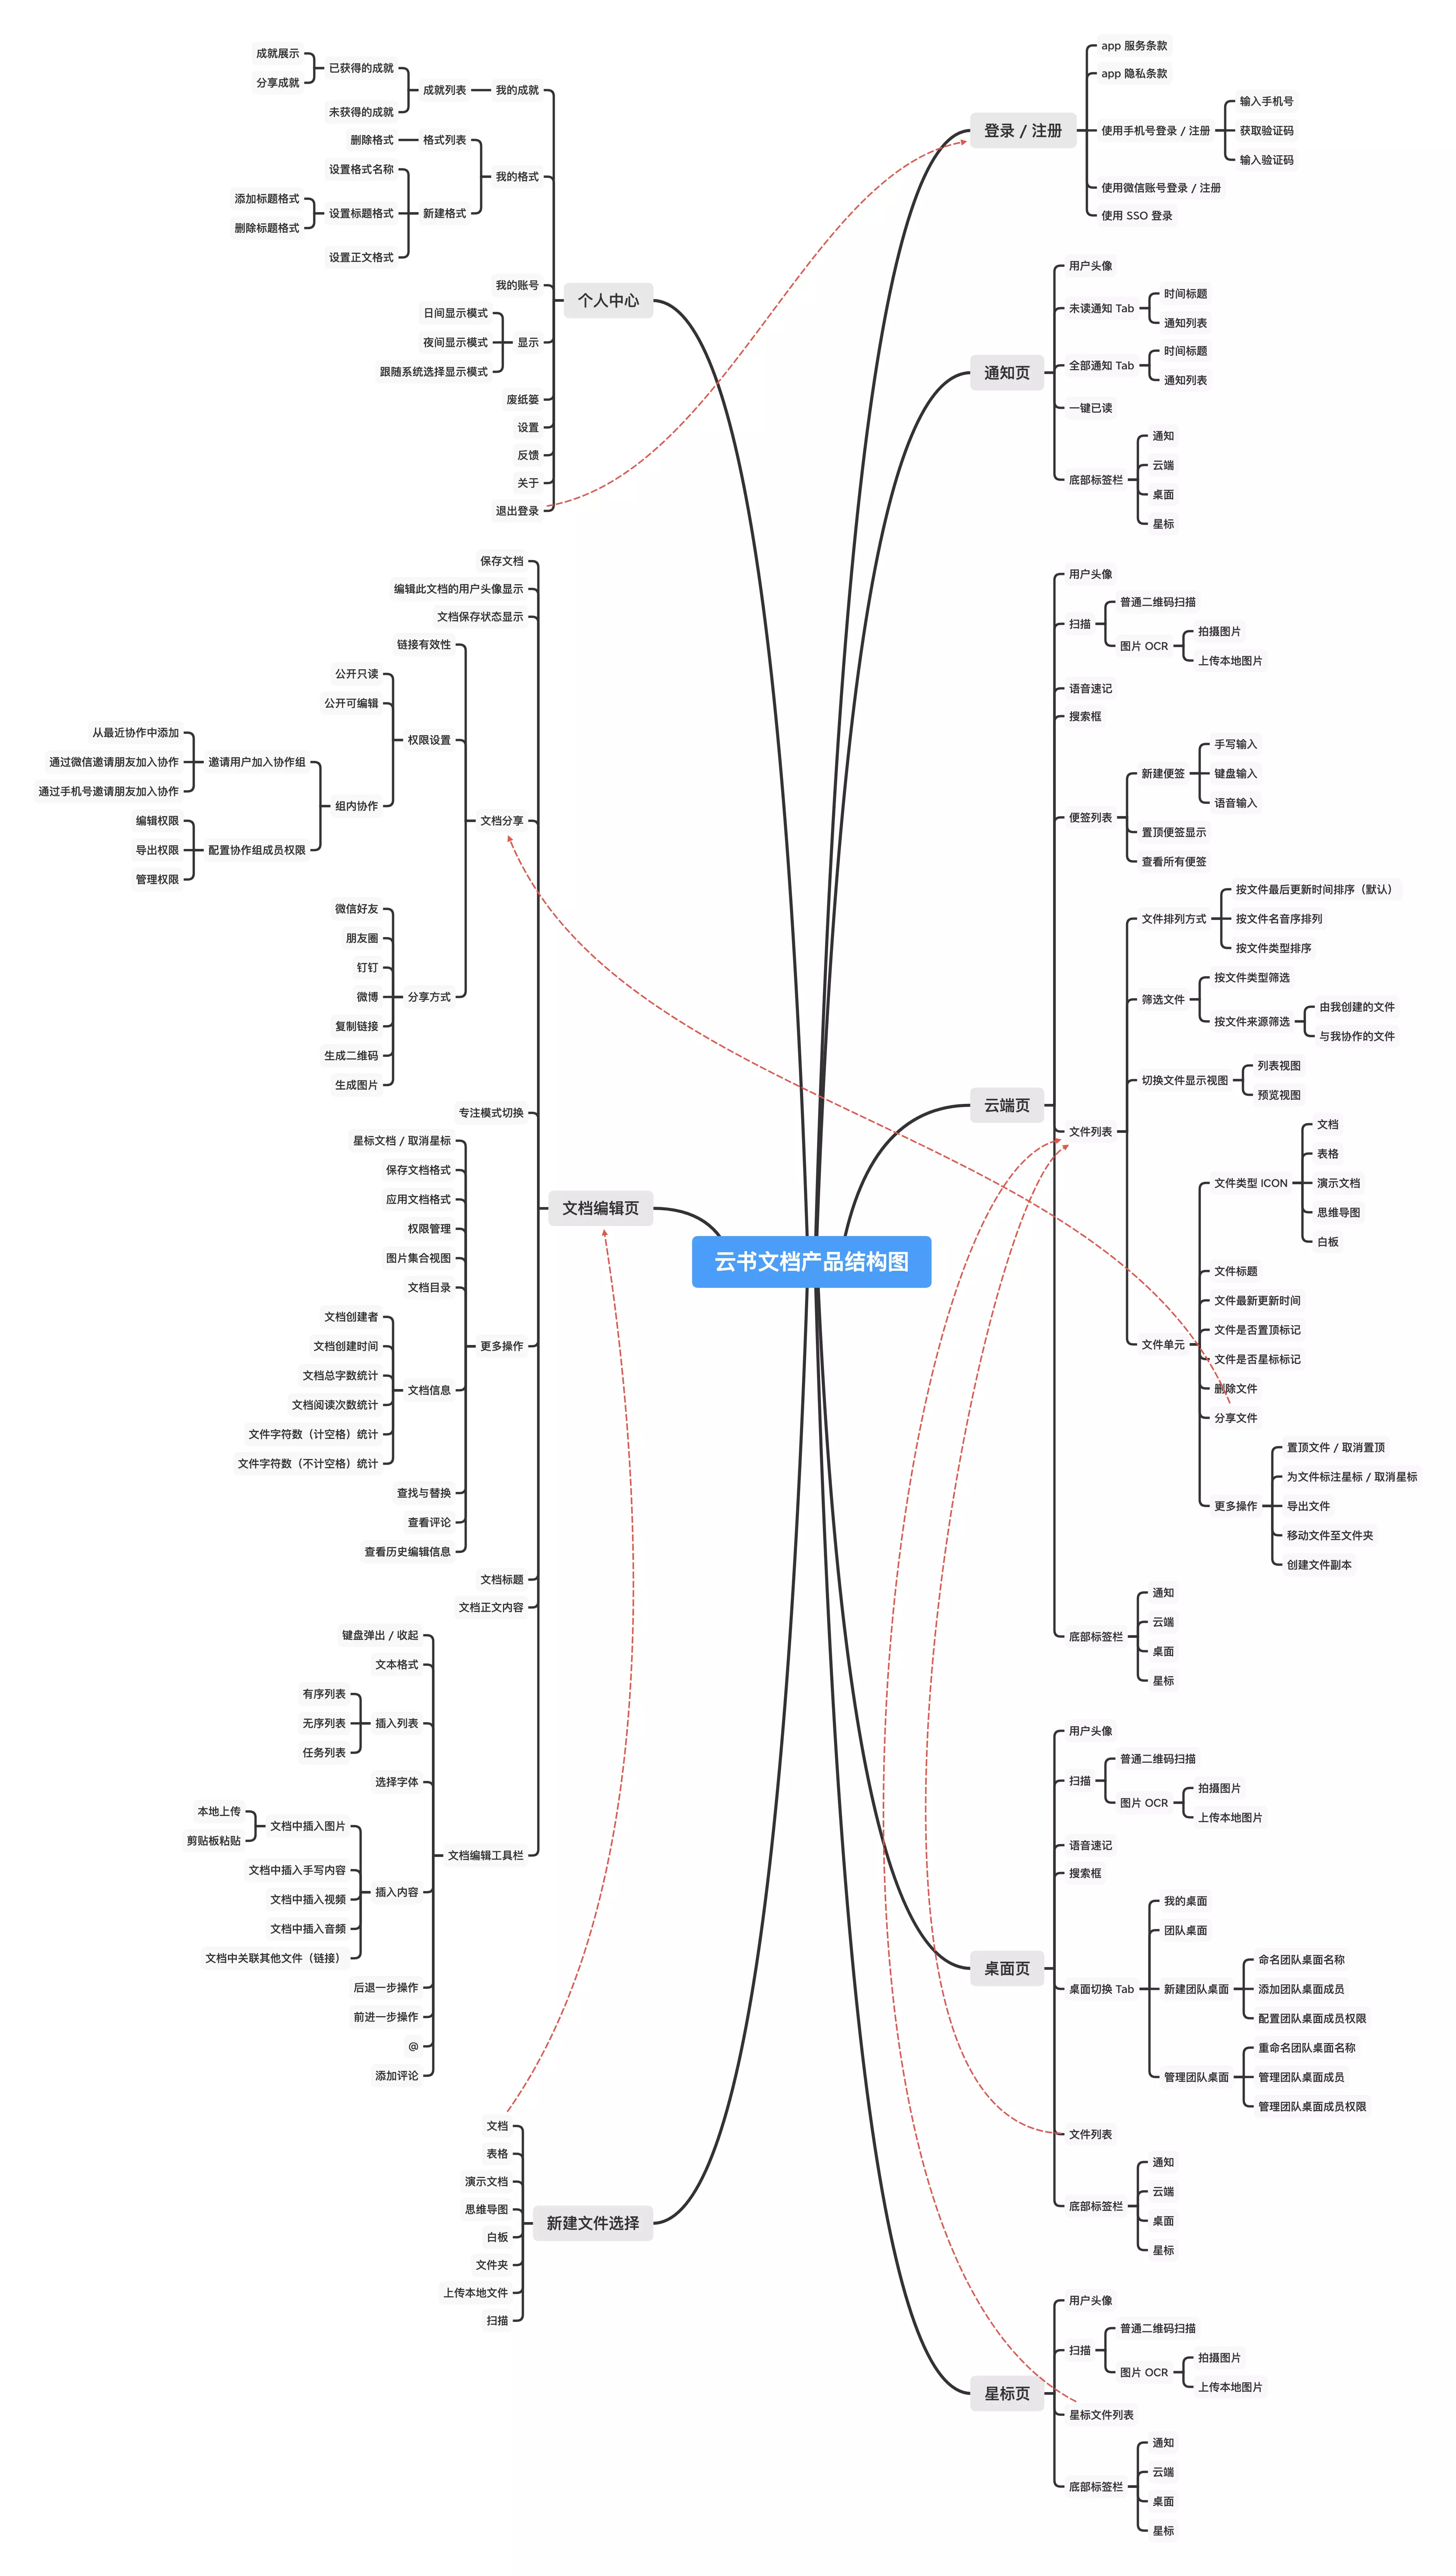 云书文档产品结构图
登录 / 注册
app 服务条款
app 隐私条款
使用手机号登录 / 注册
输入手机号
获取验证码
输入验证码
使用微信账号登录 / 注册
使用 SSO 登录
通知页
用户头像
未读通知 Tab
时间标题
通知列表
全部通知 Tab
时间标题
通知列表
一键已读
底部标签栏
通知
云端
桌面
星标
云端页
用户头像
扫描
普通二维码扫描
图片 OCR
拍摄图片
上传本地图片
语音速记
搜索框
便签列表
新建便签
手写输入
键盘输入
语音输入
置顶便签显示
查看所有便签
文件列表
文件排列方式
按文件最后更新时间排序（默认）
按文件名音序排列
按文件类型排序
筛选文件
按文件类型筛选
按文件来源筛选
由我创建的文件
与我协作的文件
切换文件显示视图
列表视图
预览视图
文件单元
文件类型 ICON
文档
表格
演示文档
思维导图
白板
文件标题
文件最新更新时间
文件是否置顶标记
文件是否星标标记
删除文件
分享文件
更多操作
置顶文件 / 取消置顶
为文件标注星标 / 取消星标
导出文件
移动文件至文件夹
创建文件副本
底部标签栏
通知
云端
桌面
星标
桌面页
用户头像
扫描
普通二维码扫描
图片 OCR
拍摄图片
上传本地图片
语音速记
搜索框
桌面切换 Tab
我的桌面
团队桌面
新建团队桌面
命名团队桌面名称
添加团队桌面成员
配置团队桌面成员权限
管理团队桌面
重命名团队桌面名称
管理团队桌面成员
管理团队桌面成员权限
文件列表
底部标签栏
通知
云端
桌面
星标
星标页
用户头像
扫描
普通二维码扫描
图片 OCR
拍摄图片
上传本地图片
星标文件列表
底部标签栏
通知
云端
桌面
星标
个人中心
我的成就
成就列表
已获得的成就
成就展示
分享成就
未获得的成就
我的格式
格式列表
删除格式
新建格式
设置格式名称
设置标题格式
添加标题格式
删除标题格式
设置正文格式
我的账号
显示
日间显示模式
夜间显示模式
跟随系统选择显示模式
废纸篓
设置
反馈
关于
退出登录
文档编辑页
保存文档
编辑此文档的用户头像显示
文档保存状态显示
文档分享
链接有效性
权限设置
公开只读
公开可编辑
组内协作
邀请用户加入协作组
从最近协作中添加
通过微信邀请朋友加入协作
通过手机号邀请朋友加入协作
配置协作组成员权限
编辑权限
导出权限
管理权限
分享方式
微信好友
朋友圈
钉钉
微博
复制链接
生成二维码
生成图片
专注模式切换
更多操作
星标文档 / 取消星标
保存文档格式
应用文档格式
权限管理
图片集合视图
文档目录
文档信息
文档创建者
文档创建时间
文档总字数统计
文档阅读次数统计
文件字符数（计空格）统计
文件字符数（不计空格）统计
查找与替换
查看评论
查看历史编辑信息
文档标题
文档正文内容
文档编辑工具栏
键盘弹出 / 收起
文本格式
插入列表
有序列表
无序列表
任务列表
选择字体
插入内容
文档中插入图片
本地上传
剪贴板粘贴
文档中插入手写内容
文档中插入视频
文档中插入音频
文档中关联其他文件（链接）
后退一步操作
前进一步操作
@
添加评论
新建文件选择
文档
表格
演示文档
思维导图
白板
文件夹
上传本地文件
扫描